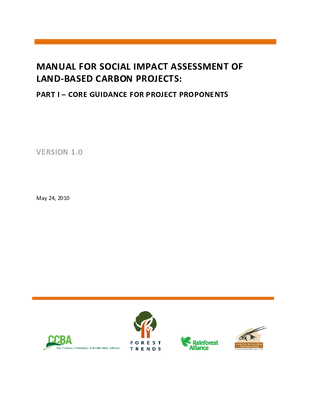 MANUAL FOR SOCIAL IMPACT ASSESSMENT OF
LAND-BASED CARBON PROJECTS:
PART I – CORE GUIDANCE FOR PROJECT PROPONENTS
VERSION 1.0
May 24, 2010
CCBA
The Climate, Community & Biodiversity Alliance
FOREST
TRENDS
Rainforest
Alliance